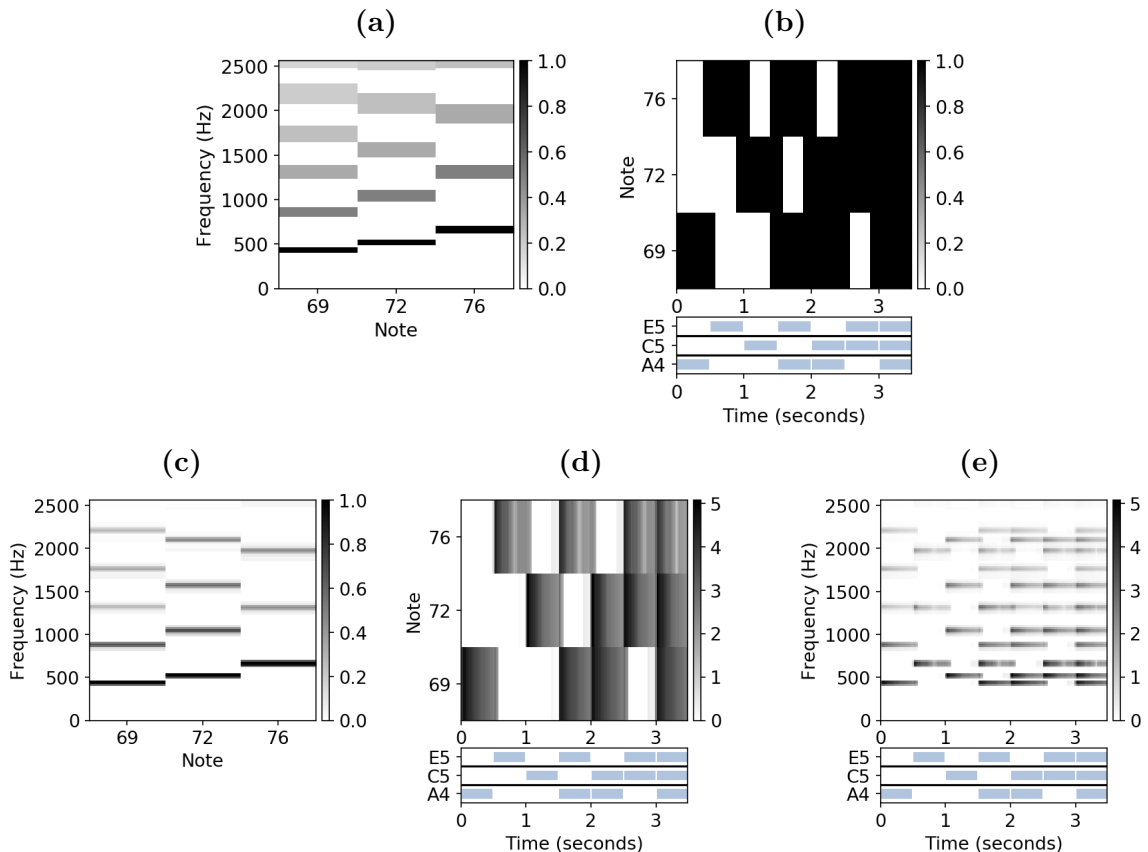 (a)
(b)
2500
2000
1500
1000
500
0
Frequency (Hz)
69 72 76
Note
1.0
0.8
0.6
0.4
0.2
0.0
76
72
69
Note
0 1 2 3
1.0
0.8
0.6
0.4
0.2
0.0
E5
C5
A4
0 1 2 3
Time (seconds)
(c)
(d)
(e)
2500
2000
1500
1000
500
0
Frequency (Hz)
69 72 76
Note
1.0
0.8
0.6
0.4
0.2
0.0
76
72
69
Note
0 1 2 3
5
4
3
2
1
0
E5
C5
A4
0 1 2 3
Time (seconds)
2500
2000
1500
1000
500
0
Frequency (Hz)
0 1 2 3
5
4
3
2
1
0
E5
C5
A4
0 1 2 3
Time (seconds)